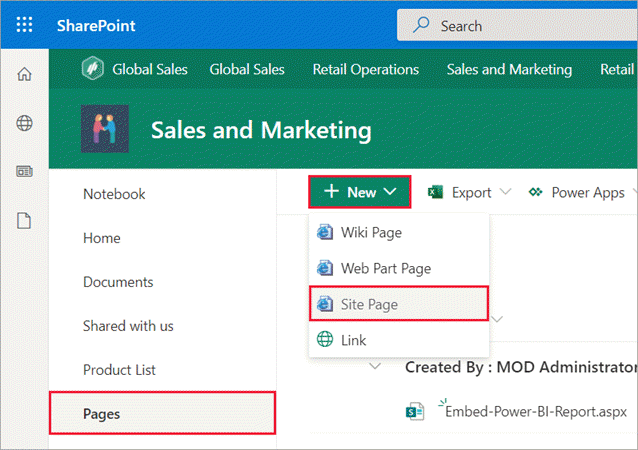 SharePoint
Search
Global Sales Global Sales Retail Operations Sales and Marketing Retail
Sales and Marketing
Notebook
Home
Documents
Shared with us
Product List
Pages
New Export Power Apps
Wiki Page
Web Part Page
Site Page
Link
Created By : MOD Administrator
Embed-Power-BI-Report.aspx